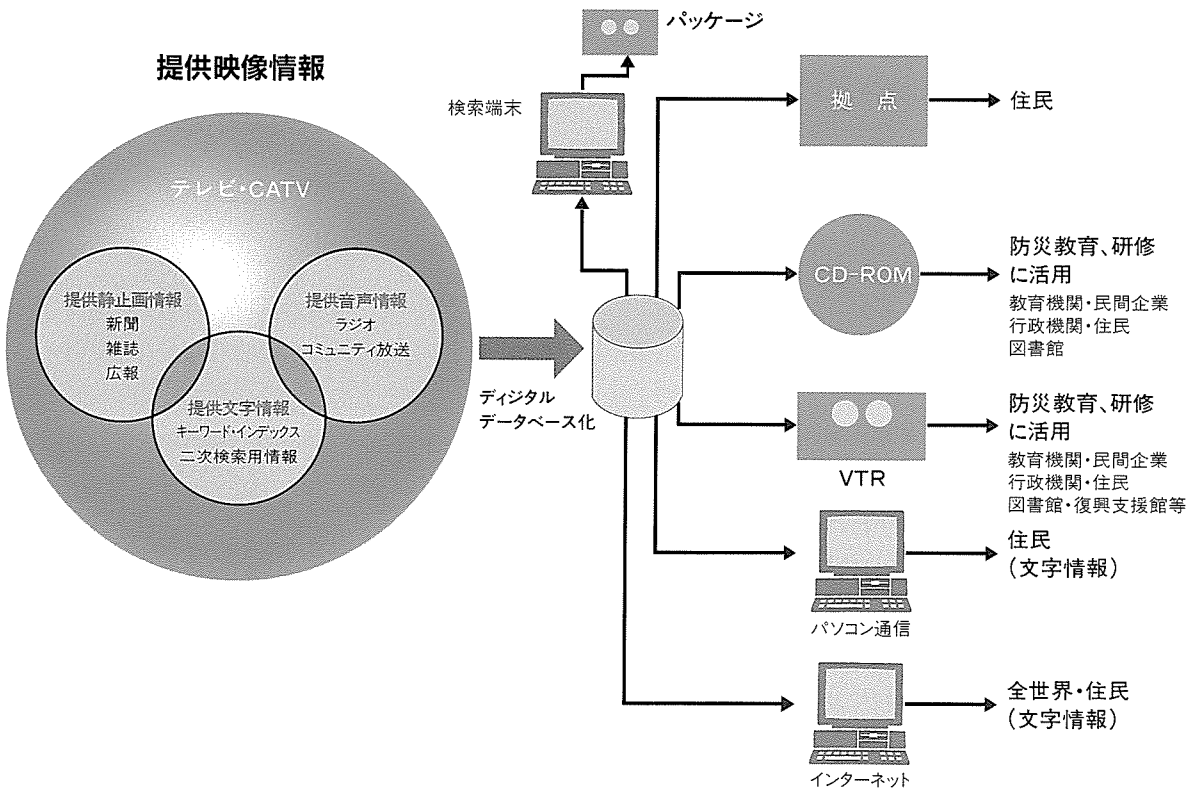 提供映像情報
テレビ・CATV
提供静止画情報
新聞
雑誌
広報
提供音声情報
ラジオ
コミュニティ放送
提供文字情報
キーワード・インデックス
二次検索用情報
ディジタル
データベース化
検索端末
パッケージ
拠 点
住民
CD-ROM
防災教育、研修
に活用
教育機関・民間企業
行政機関・住民
図書館
VTR
防災教育、研修
に活用
教育機関・民間企業
行政機関・住民
図書館・復興支援館等
パソコン通信
住民
(文字情報)
インターネット
全世界・住民
(文字情報)